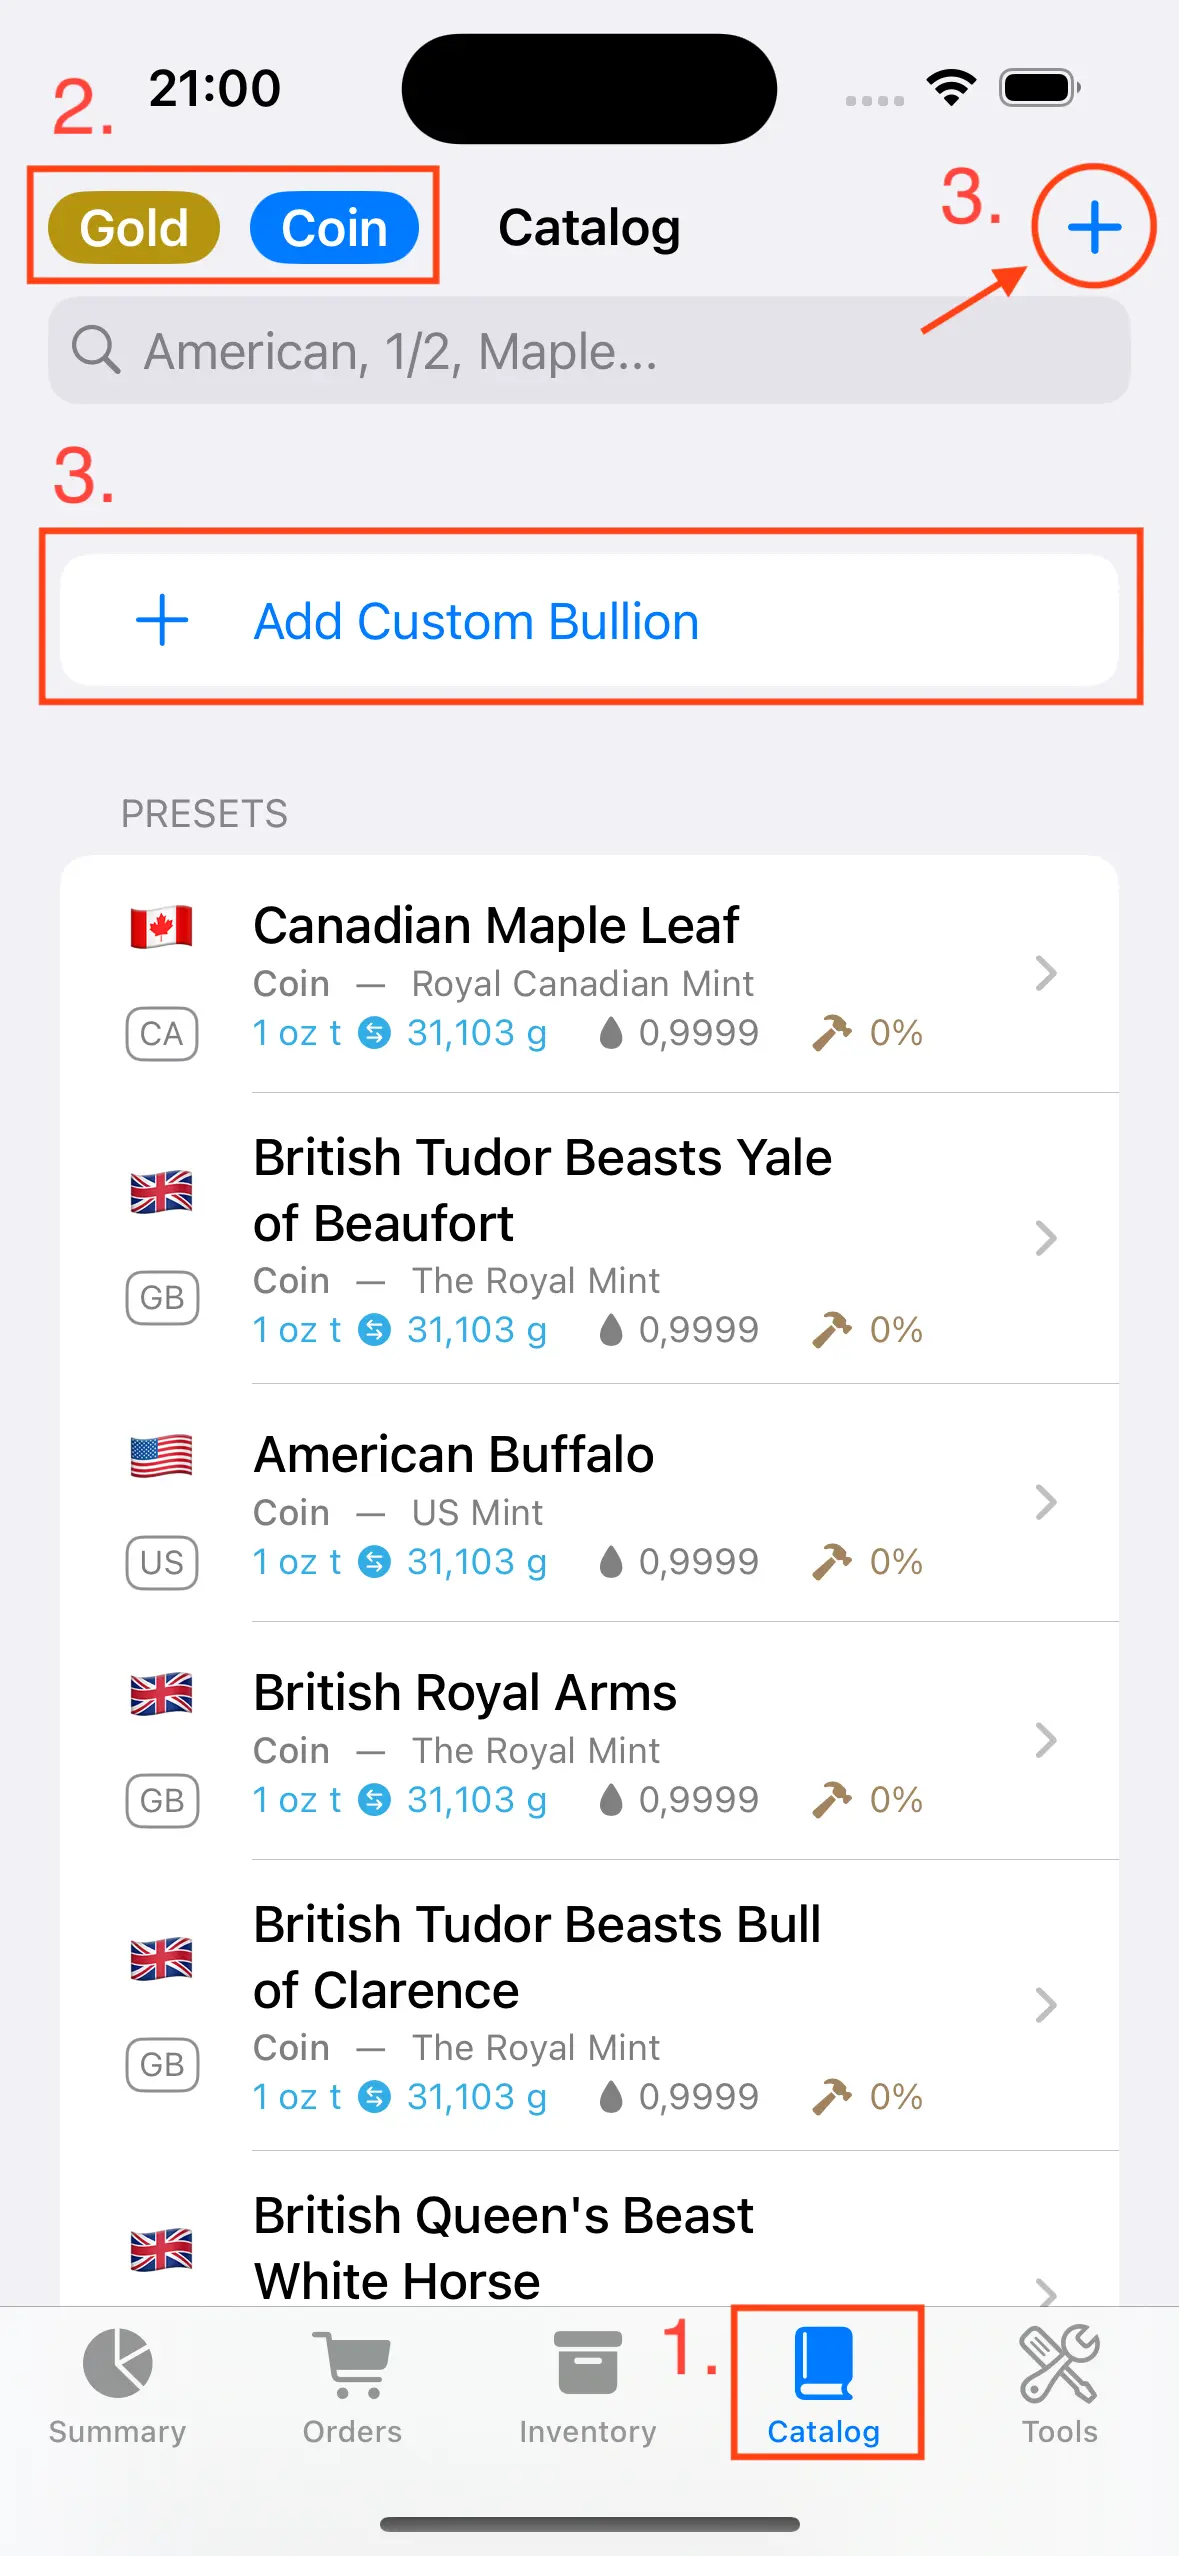 2.
21:00
Gold Coin Catalog
3.
American, 1/2, Maple...
3.
Add Custom Bullion
PRESETS
Canadian Maple Leaf
Coin — Royal Canadian Mint
CA
1 oz t 31,103 g 0,9999 0%
British Tudor Beasts Yale
of Beaufort
Coin — The Royal Mint
GB
1 oz t 31,103 g 0,9999 0%
American Buffalo
Coin — US Mint
US
1 oz t 31,103 g 0,9999 0%
British Royal Arms
Coin — The Royal Mint
GB
1 oz t 31,103 g 0,9999 0%
British Tudor Beasts Bull
of Clarence
Coin — The Royal Mint
GB
1 oz t 31,103 g 0,9999 0%
British Queen's Beast
White Horse
1.
Summary Orders Inventory Catalog Tools